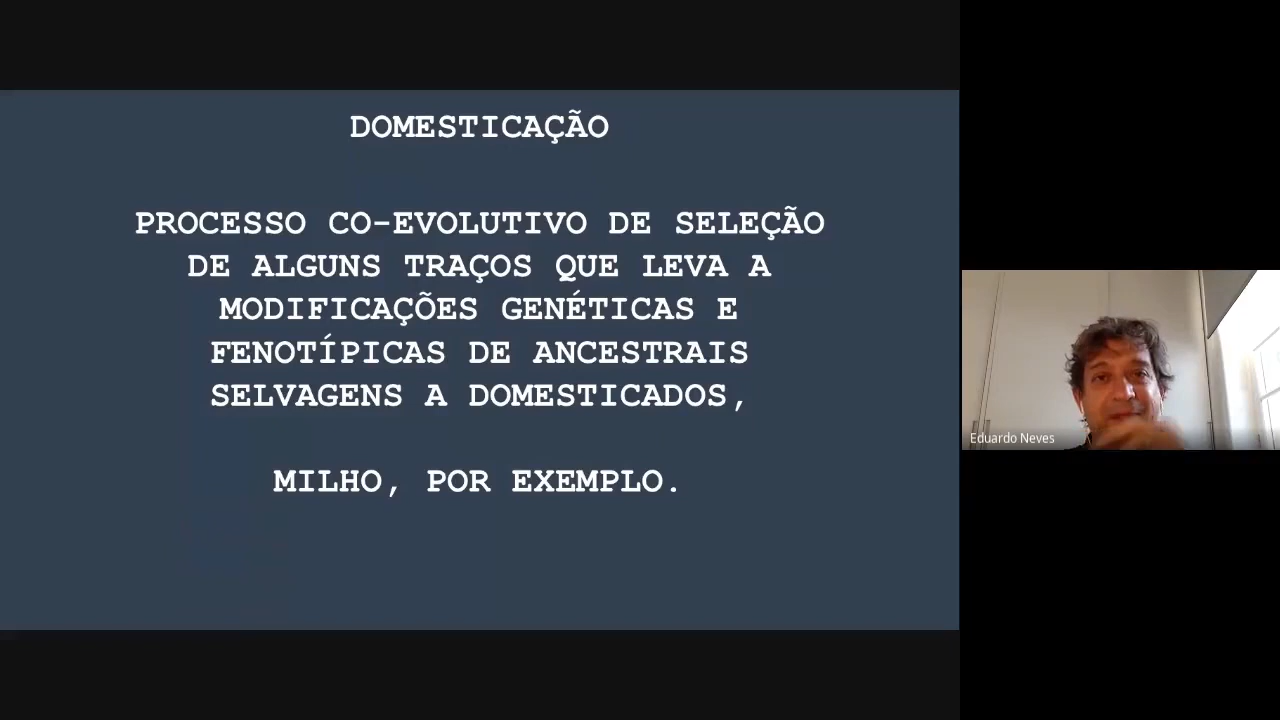 DOMESTICAÇÃO
PROCESSO CO-EVOLUTIVO DE SELEÇÃO
DE ALGUNS TRAÇOS QUE LEVA A
MODIFICAÇÕES GENÉTICAS E
FENOTÍPICAS DE ANCESTRAIS
SELVAGENS A DOMESTICADOS,
MILHO, POR EXEMPLO.
Eduardo Neves